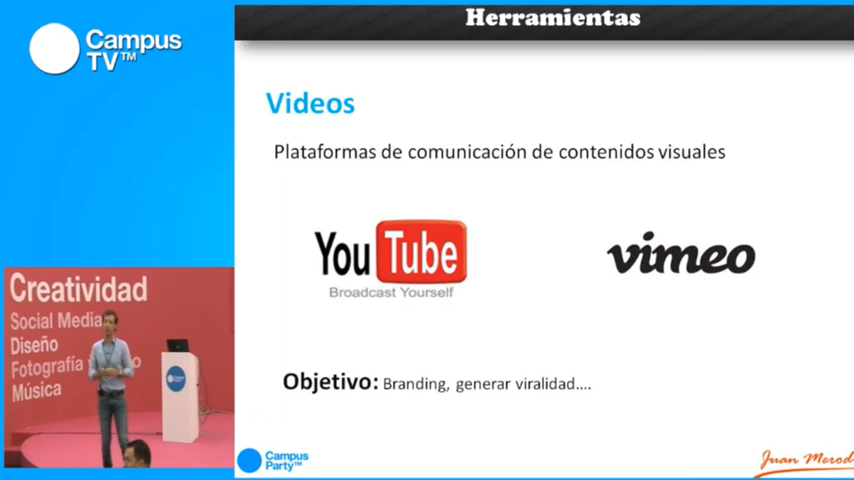 Campus
TV™
Herramientas
Videos
Plataformas de comunicación de contenidos visuales
YouTube
Broadcast Yourself
vimeo
Objetivo: Branding, generar viralidad....
Creatividad
Social Media
Diseño
Fotografía
Música
Campus
Party™
Juan Merod